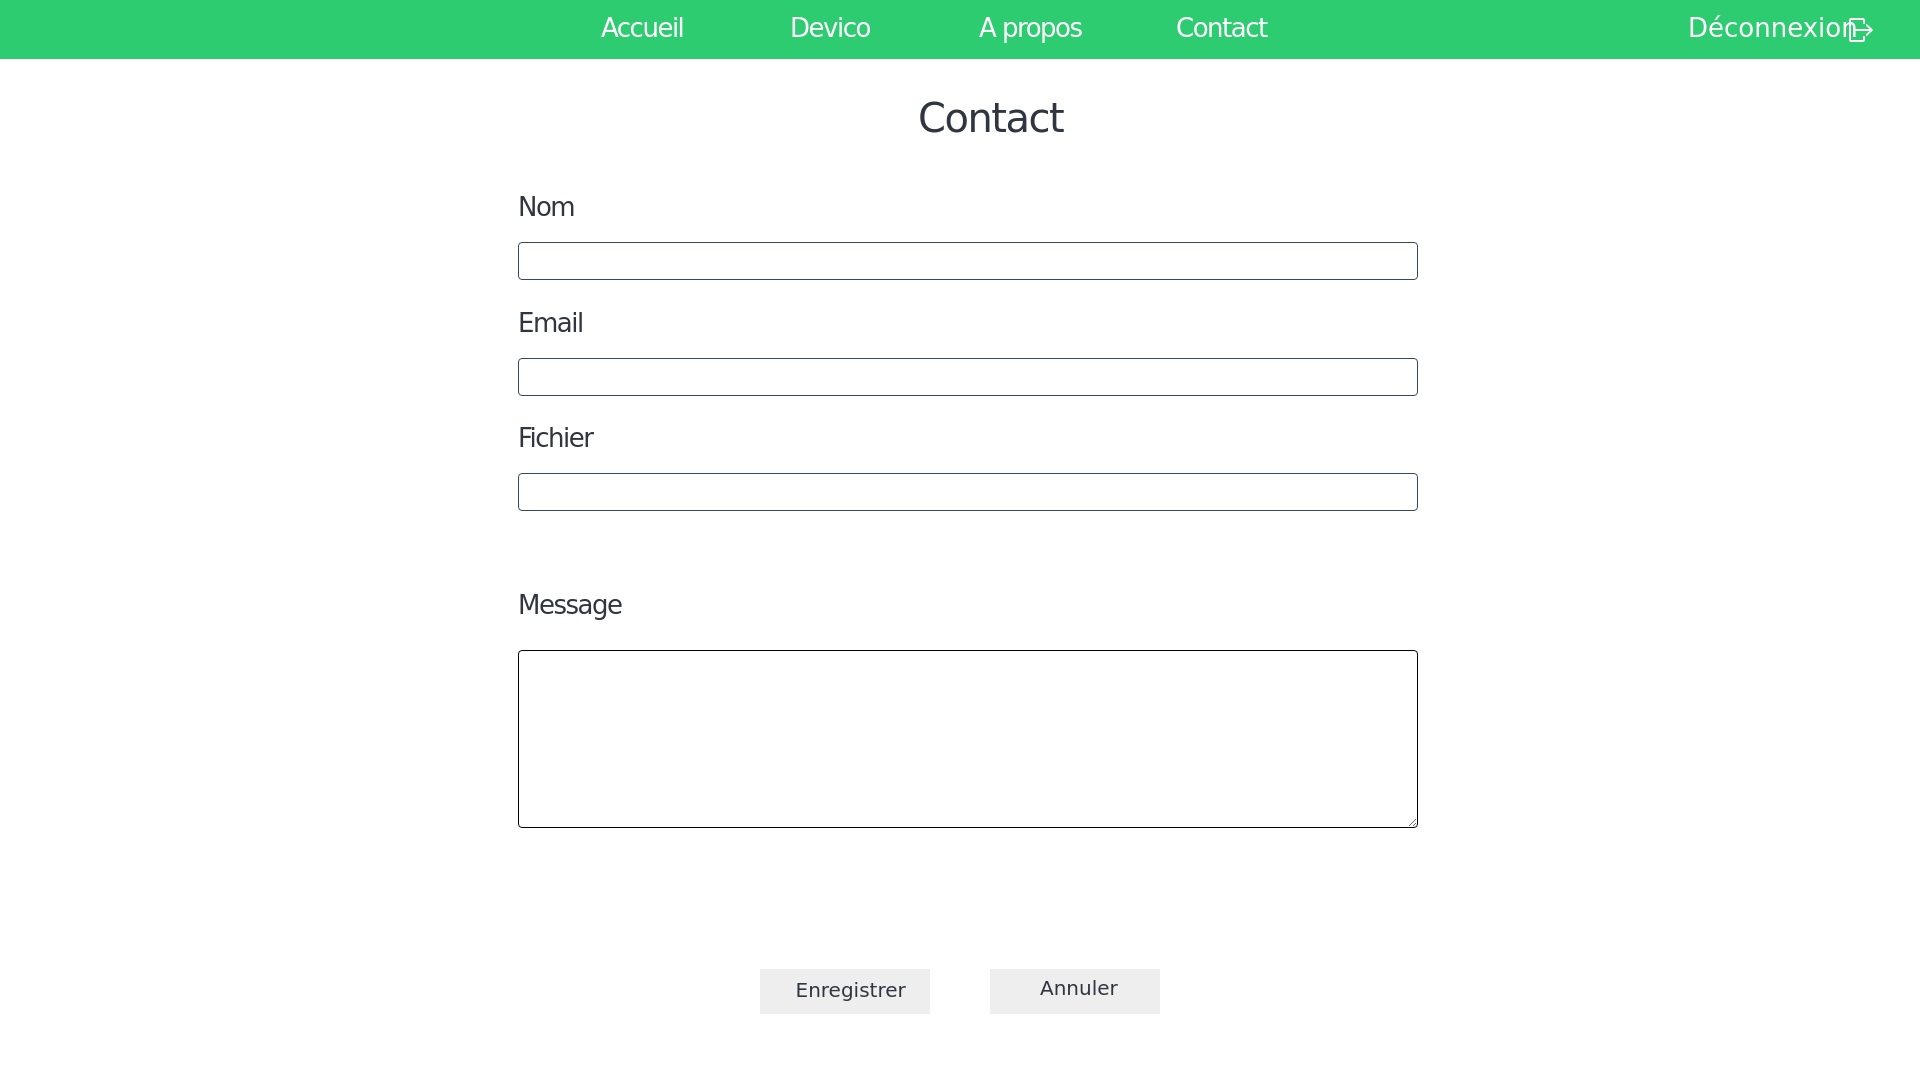 Accueil Devico A propos Contact Déconnexion
Contact
Nom
Email
Fichier
Message
Enregistrer Annuler